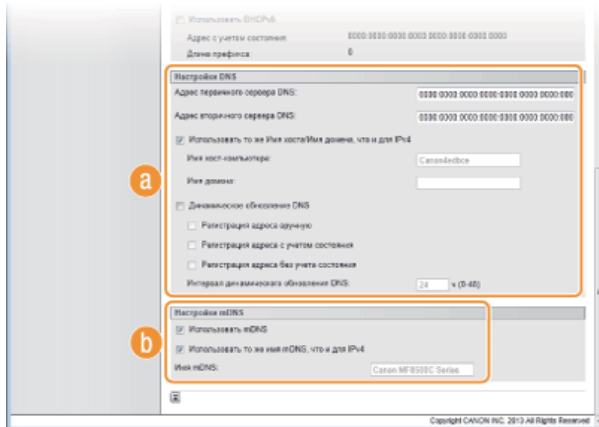 Использовать DHCPv6
Адрес с учетом состояния: 0000:0000:0000:0000:0000:0000:0000:0000
Длина префикса: 0
Настройки DNS
Адрес первичного сервера DNS: 0000:0000:0000:0000:0000:0000:0000:000
Адрес вторичного сервера DNS: 0000:0000:0000:0000:0000:0000:0000:000
Использовать то же Имя хоста/Имя домена, что и для IPv4
Имя хост-компьютера: Canon4edbce
Имя домена:
a
Динамическое обновление DNS
Регистрация адреса вручную
Регистрация адреса с учетом состояния
Регистрация адреса без учета состояния
Интервал динамического обновления DNS: 24 ч (0-48)
Настройки mDNS
b
Использовать mDNS
Использовать то же имя mDNS, что и для IPv4
Имя mDNS: Canon MF8500C Series
Copyright CANON INC. 2013 All Rights Reserved